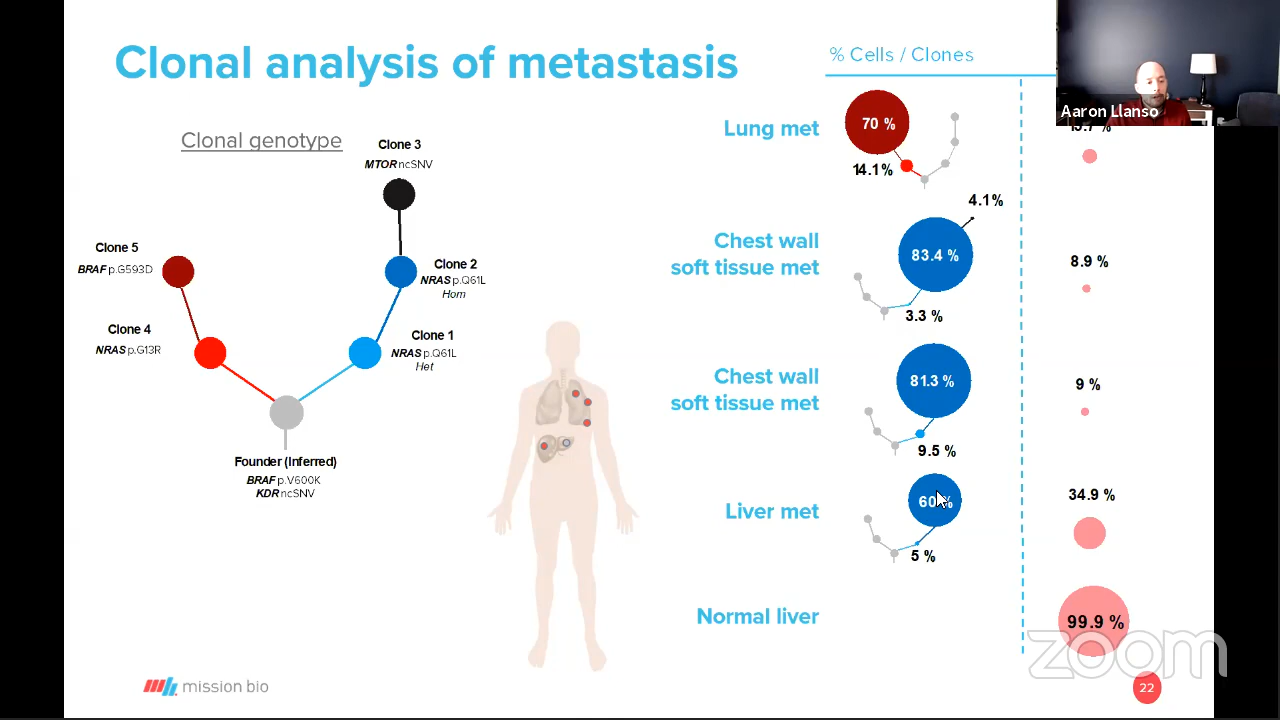 Clonal analysis of metastasis
% Cells / Clones
Aaron Llanso
Clonal genotype
Clone 3
MTOR ncSNV
Clone 5
BRAF p.G593D
Clone 2
NRAS p.Q61L
Hom
Clone 4
NRAS p.G13R
Clone 1
NRAS p.Q61L
Het
Founder (Inferred)
BRAF p.V600K
KDR ncSNV
Lung met
70 %
14.1%
Chest wall
soft tissue met
4.1%
83.4 %
3.3 %
8.9 %
Chest wall
soft tissue met
81.3 %
9.5 %
9 %
Liver met
60
%
5 %
34.9 %
Normal liver
99.9 %
zoom
mission bio
22